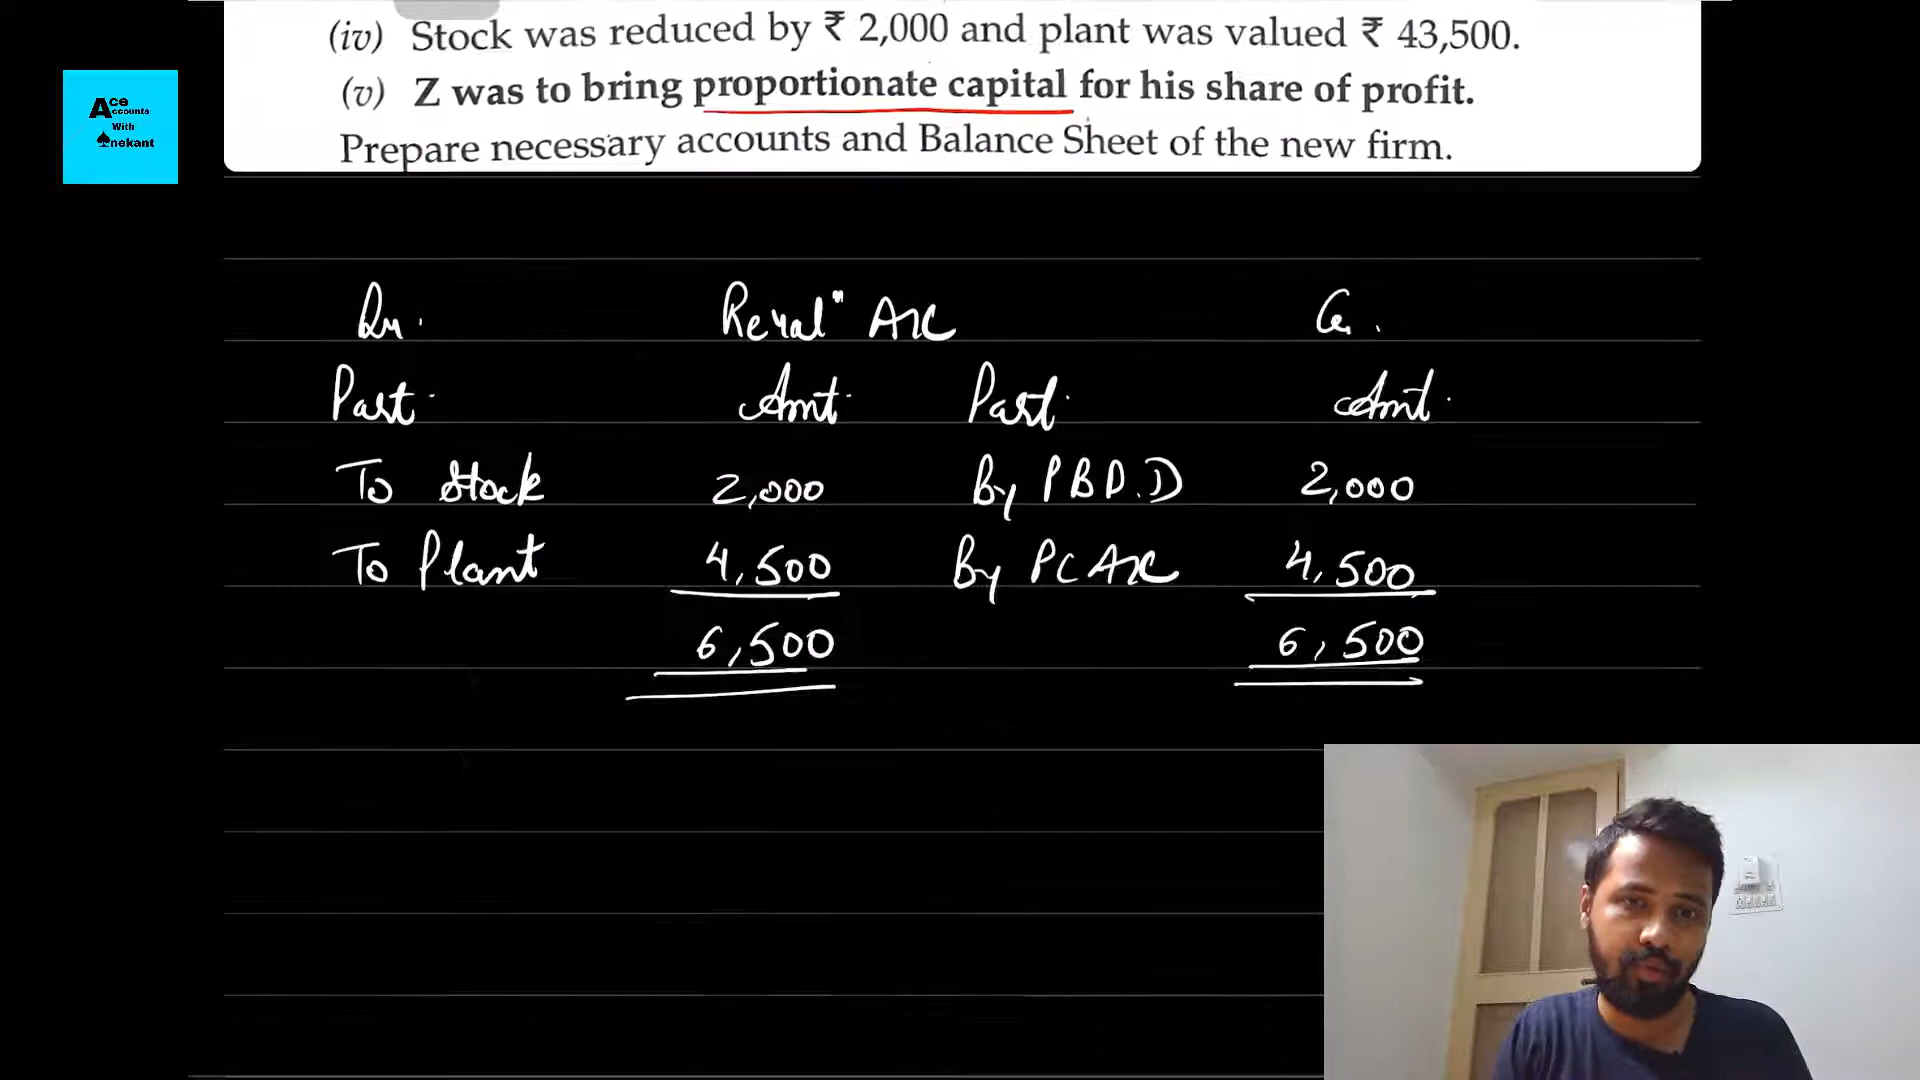 (iv) Stock was reduced by ₹ 2,000 and plant was valued ₹ 43,500.
(v) Z was to bring proportionate capital for his share of profit.
Prepare necessary accounts and Balance Sheet of the new firm.
Ace
Accounts
With
Anekant
Dr. Reval" A/C Cr.
Part. Amt. Part. Amt.
To Stock 2,000 By PBD.D 2,000
To Plant 4,500 By PC A/C 4,500
6,500 6,500